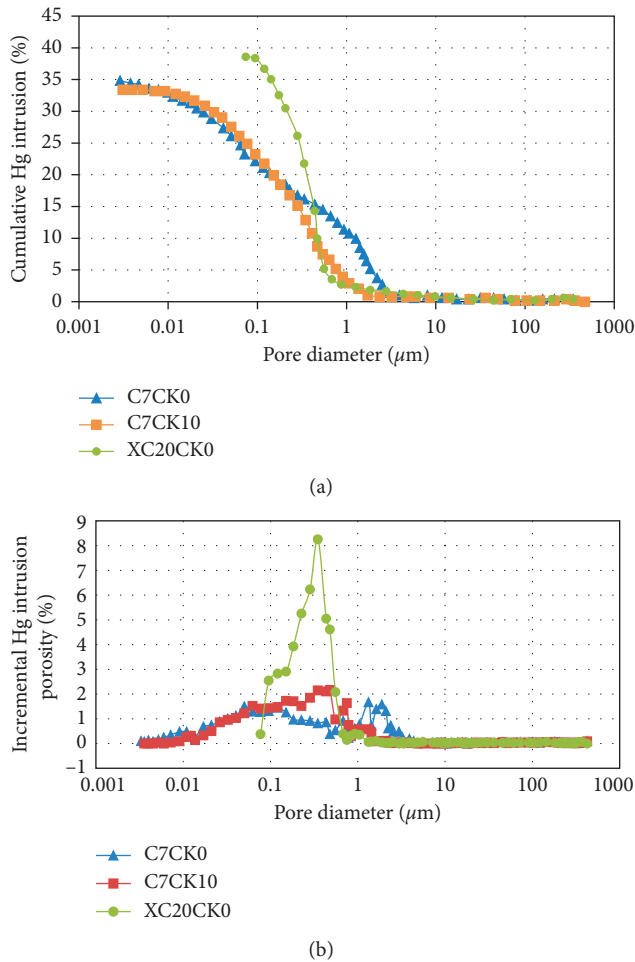 45
40
35
30
25
20
15
10
5
0
Cumulative Hg intrusion (%)
0.001 0.01 0.1 1 10 100 1000
Pore diameter (μm)
C7CK0
C7CK10
XC20CK0
(a)
9
8
7
6
5
4
3
2
1
0
−1
Incremental Hg intrusion
porosity (%)
0.001 0.01 0.1 1 10 100 1000
Pore diameter (μm)
C7CK0
C7CK10
XC20CK0
(b)